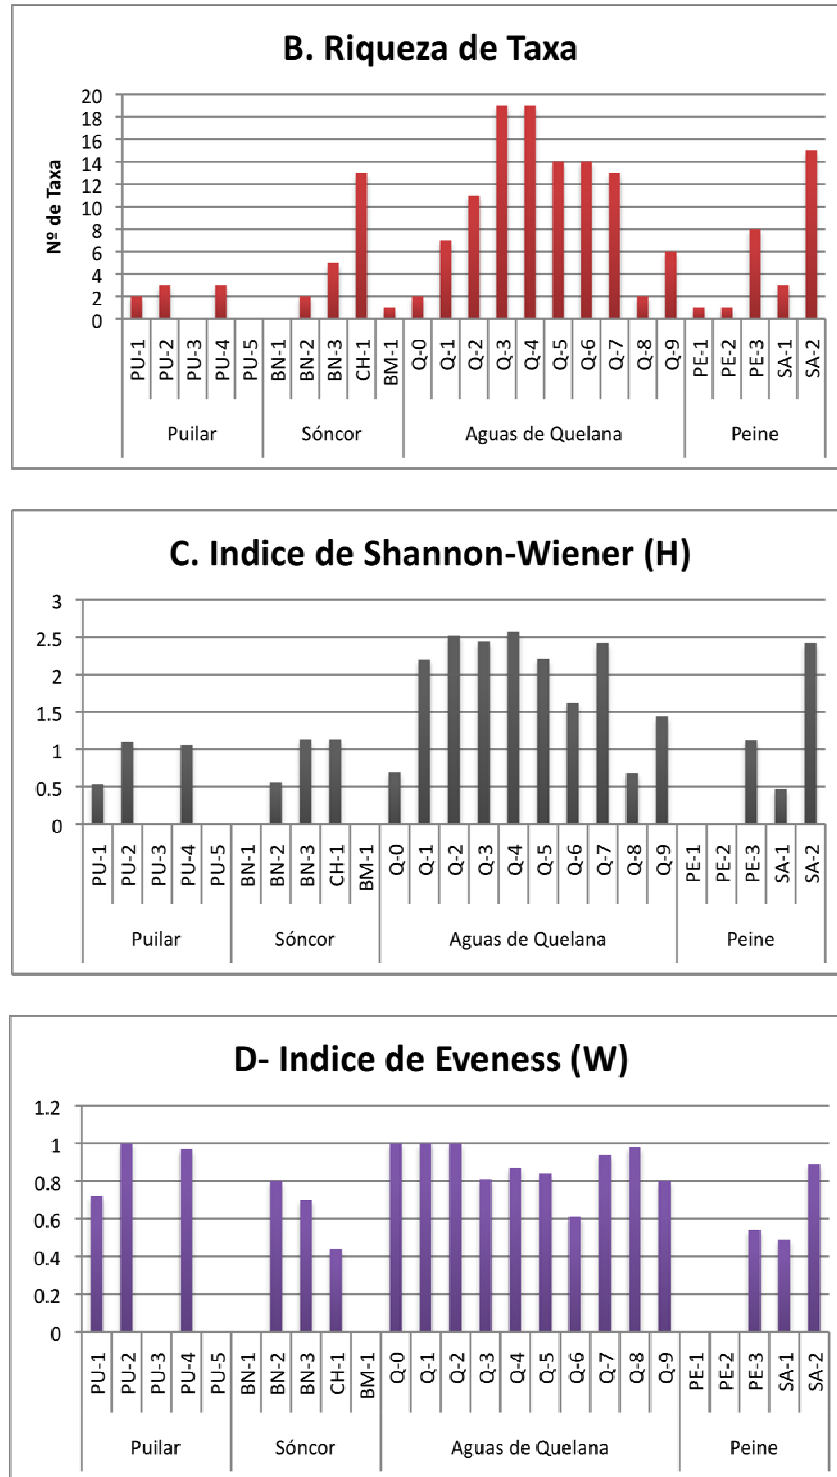 B. Riqueza de Taxa
Nº de Taxa
20
18
16
14
12
10
8
6
4
2
0
PU-1 PU-2 PU-3 PU-4 PU-5 BN-1 BN-2 BN-3 CH-1 BM-1 Q-0 Q-1 Q-2 Q-3 Q-4 Q-5 Q-6 Q-7 Q-8 Q-9 PE-1 PE-2 PE-3 SA-1 SA-2
Puilar Sóncor Aguas de Quelana Peine
C. Indice de Shannon-Wiener (H)
3
2.5
2
1.5
1
0.5
0
PU-1 PU-2 PU-3 PU-4 PU-5 BN-1 BN-2 BN-3 CH-1 BM-1 Q-0 Q-1 Q-2 Q-3 Q-4 Q-5 Q-6 Q-7 Q-8 Q-9 PE-1 PE-2 PE-3 SA-1 SA-2
Puilar Sóncor Aguas de Quelana Peine
D- Indice de Eveness (W)
1.2
1
0.8
0.6
0.4
0.2
0
PU-1 PU-2 PU-3 PU-4 PU-5 BN-1 BN-2 BN-3 CH-1 BM-1 Q-0 Q-1 Q-2 Q-3 Q-4 Q-5 Q-6 Q-7 Q-8 Q-9 PE-1 PE-2 PE-3 SA-1 SA-2
Puilar Sóncor Aguas de Quelana Peine